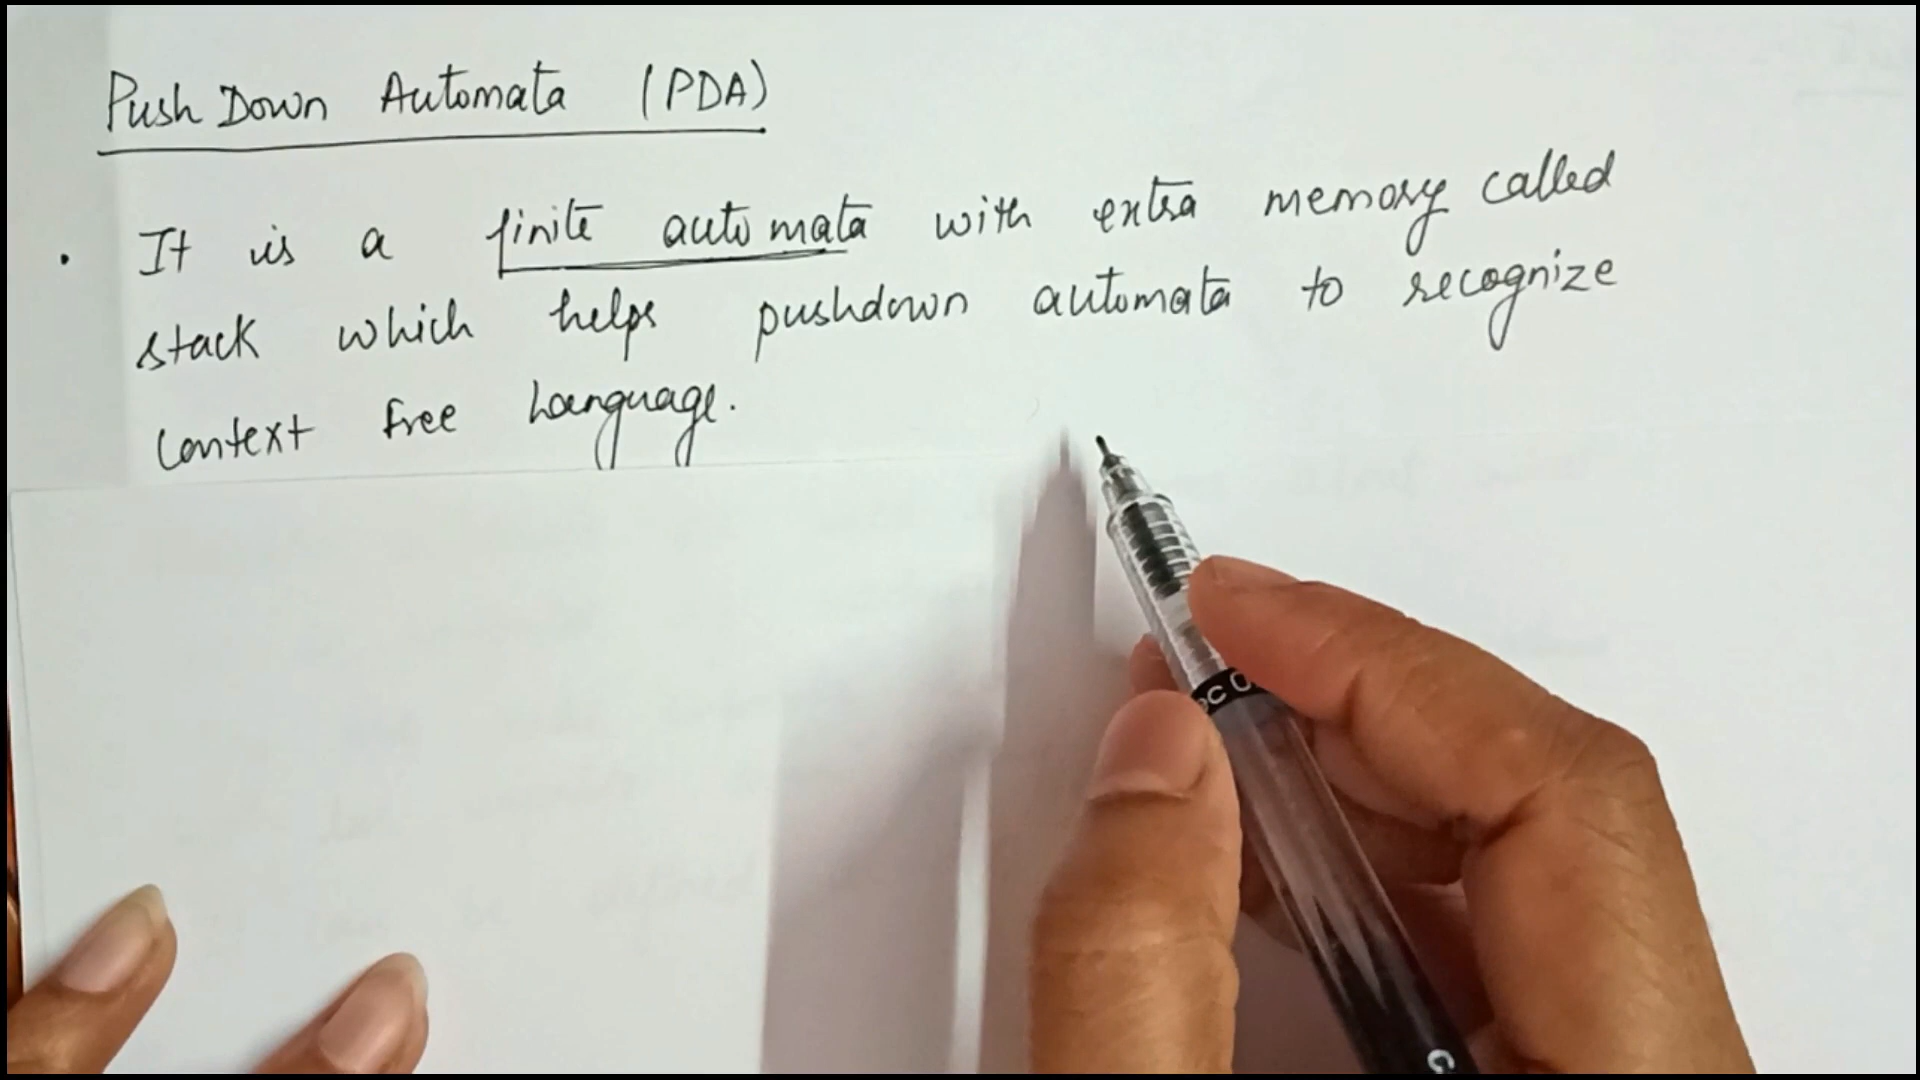 Push Down Automata (PDA)
. It is a finite automata with extra memory called
stack which helps pushdown automata to recognize
Context free Language.